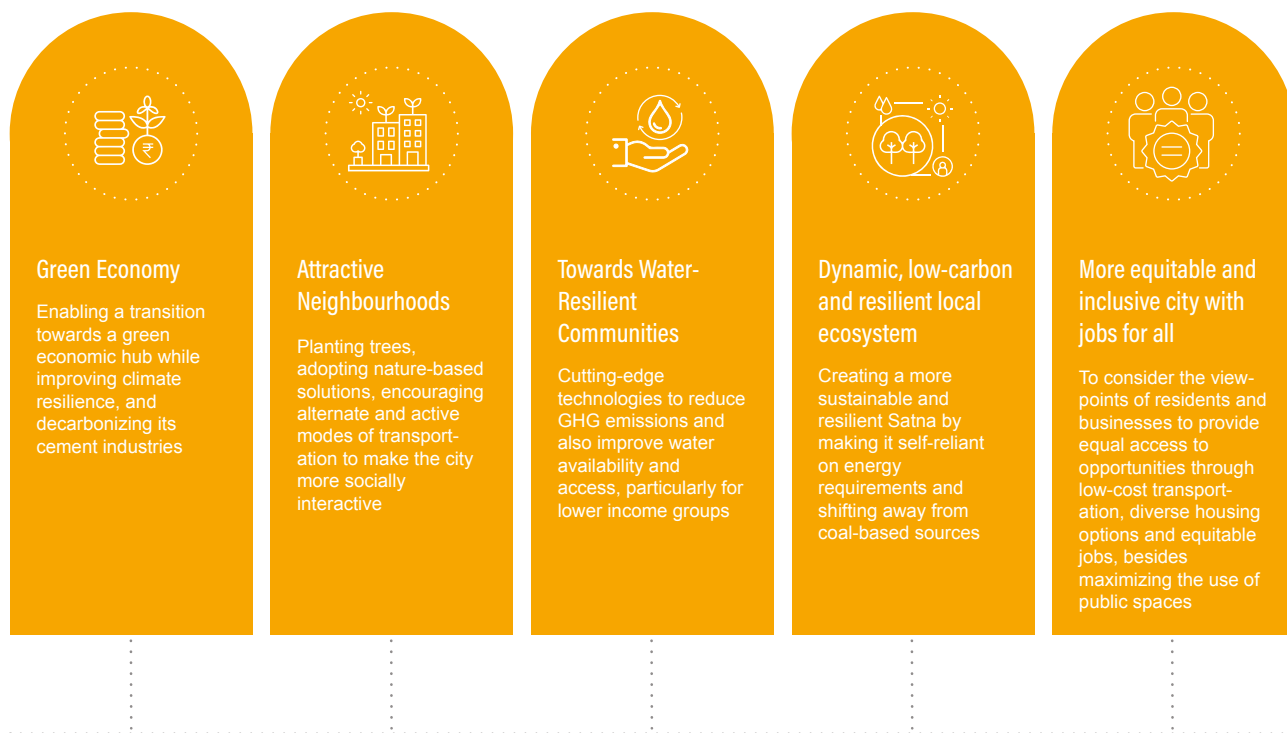 ₹
Green Economy
Enabling a transition
towards a green
economic hub while
improving climate
resilience, and
decarbonizing its
cement industries
Attractive
Neighbourhoods
Planting trees,
adopting nature-based
solutions, encouraging
alternate and active
modes of transport-
ation to make the city
more socially
interactive
Towards Water-
Resilient
Communities
Cutting-edge
technologies to reduce
GHG emissions and
also improve water
availability and
access, particularly for
lower income groups
Dynamic, low-carbon
and resilient local
ecosystem
Creating a more
sustainable and
resilient Satna by
making it self-reliant
on energy
requirements and
shifting away from
coal-based sources
More equitable and
inclusive city with
jobs for all
To consider the view-
points of residents and
businesses to provide
equal access to
opportunities through
low-cost transport-
ation, diverse housing
options and equitable
jobs, besides
maximizing the use of
public spaces